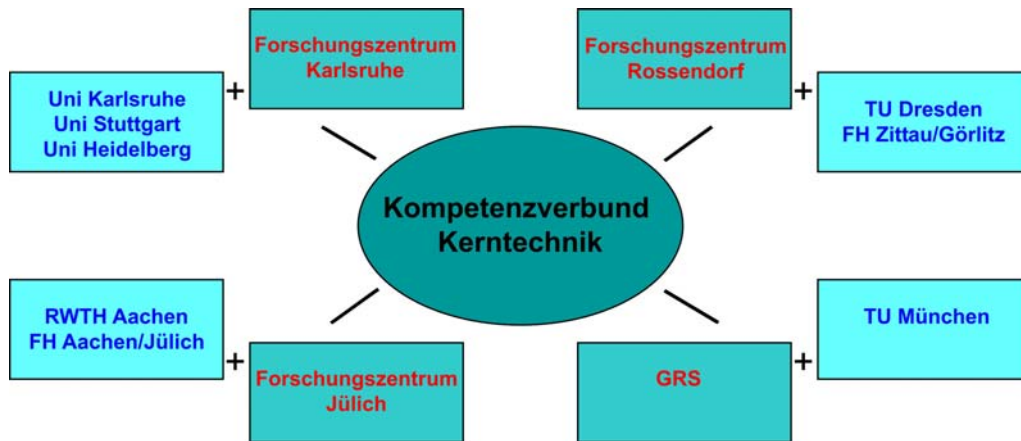 Forschungszentrum
Karlsruhe
Forschungszentrum
Rossendorf
+
Uni Karlsruhe
Uni Stuttgart
Uni Heidelberg
+
TU Dresden
FH Zittau/Görlitz
Kompetenzverbund
Kerntechnik
RWTH Aachen
FH Aachen/Jülich
+
Forschungszentrum
Jülich
GRS
+
TU München